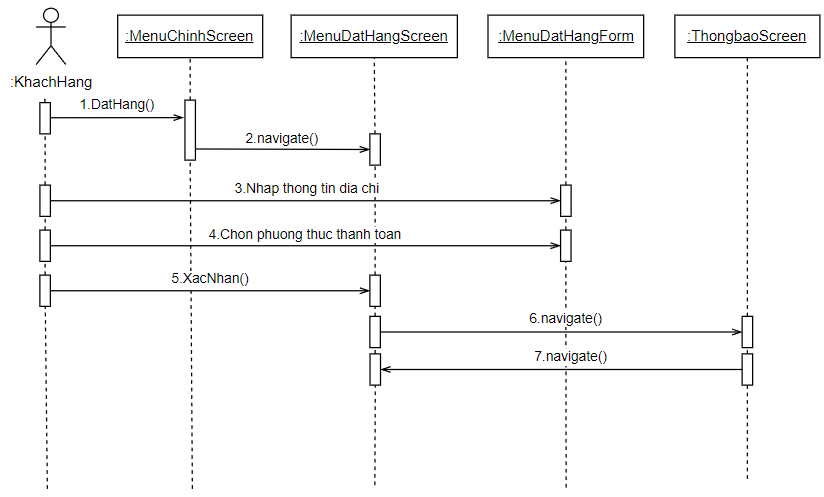 :KhachHang
:MenuChinhScreen
:MenuDatHangScreen
:MenuDatHangForm
:ThongbaoScreen
1.DatHang()
2.navigate()
3.Nhap thong tin dia chi
4.Chon phuong thuc thanh toan
5.XacNhan()
6.navigate()
7.navigate()